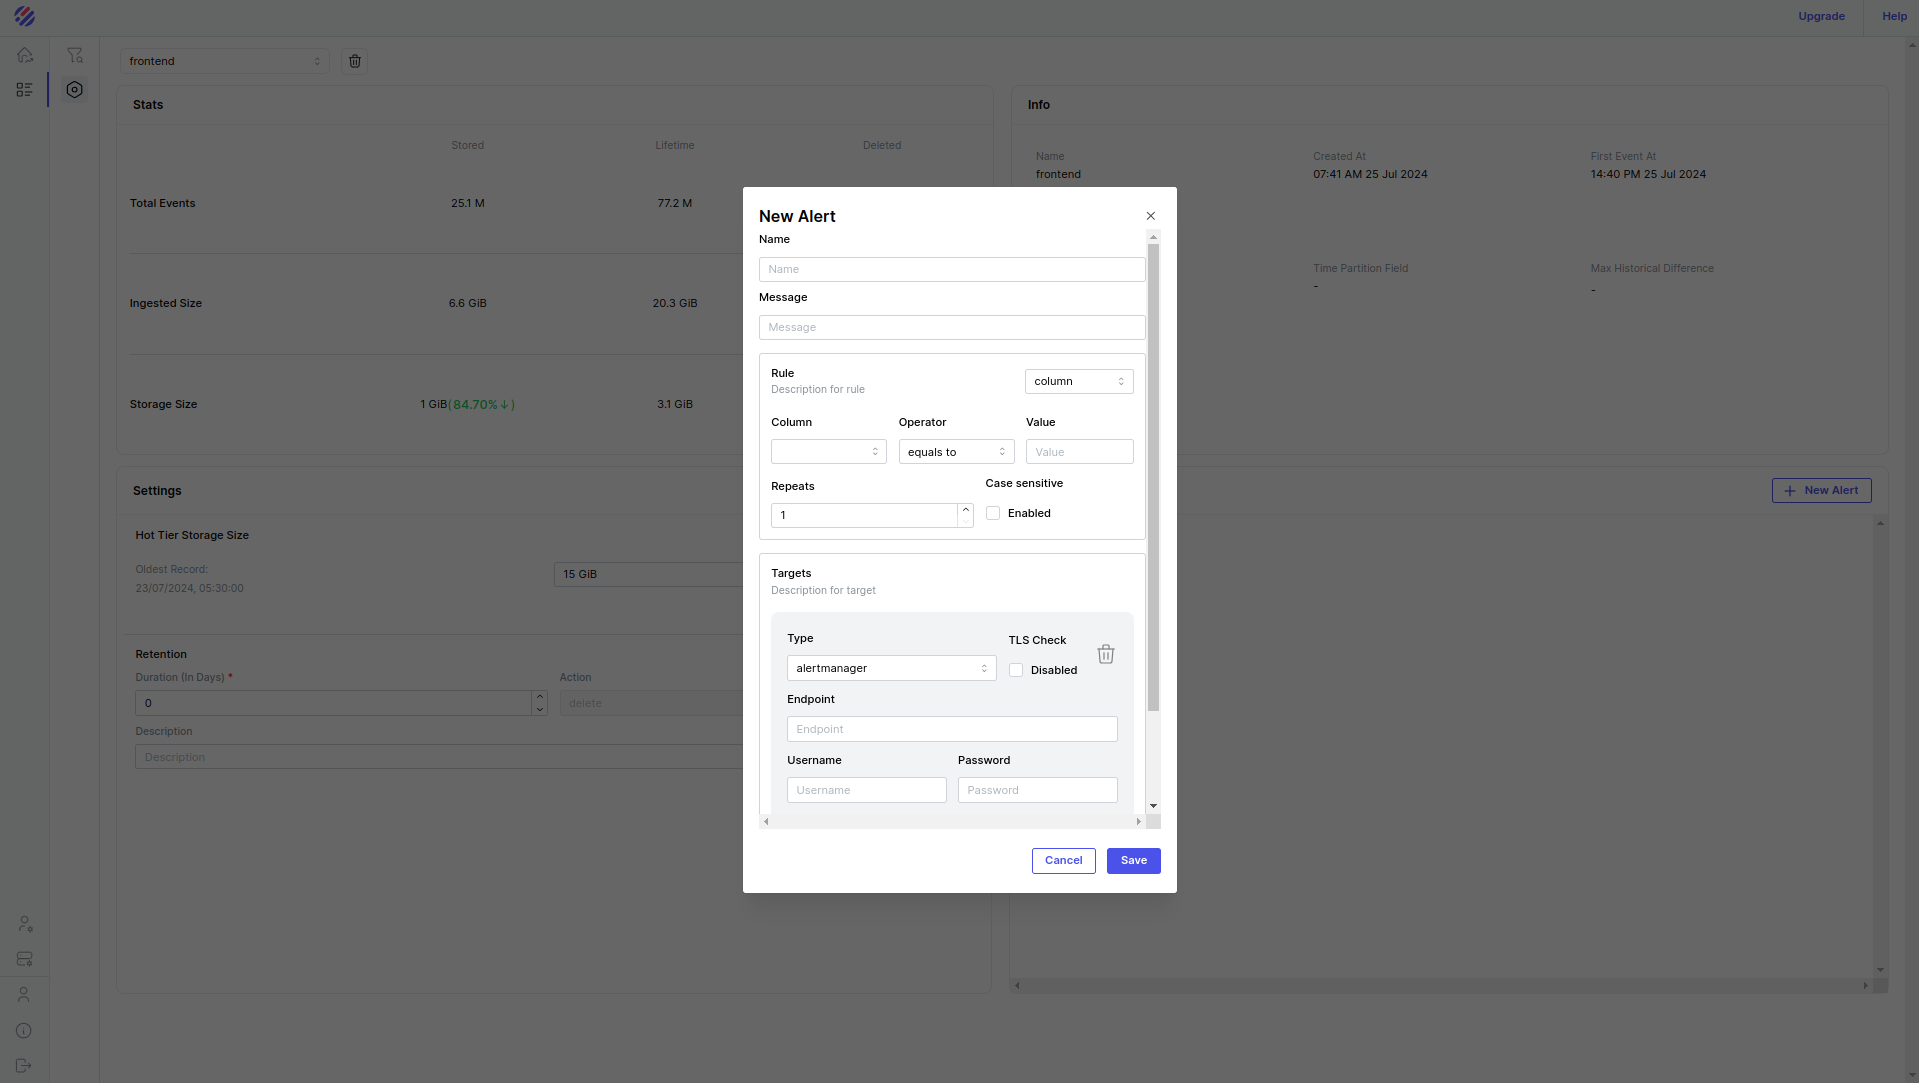 Upgrade
Help
frontend
Stats
Stored
Lifetime
Deleted
Total Events
25.1 M
77.2 M
Ingested Size
6.6 GiB
20.3 GiB
Storage Size
1 GiB(84.70%↓)
3.1 GiB
Info
Name
frontend
Created At
07:41 AM 25 Jul 2024
First Event At
14:40 PM 25 Jul 2024
Time Partition Field
-
Max Historical Difference
-
Settings
Hot Tier Storage Size
Oldest Record:
23/07/2024, 05:30:00
15 GiB
Retention
Duration (In Days) *
Action
0
delete
Description
Description
New Alert
New Alert
Name
Name
Message
Message
Rule
Description for rule
column
Column
Operator
Value
equals to
Value
Repeats
Case sensitive
1
Enabled
Targets
Description for target
Type
TLS Check
alertmanager
Disabled
Endpoint
Endpoint
Username
Password
Username
Password
Cancel
Save